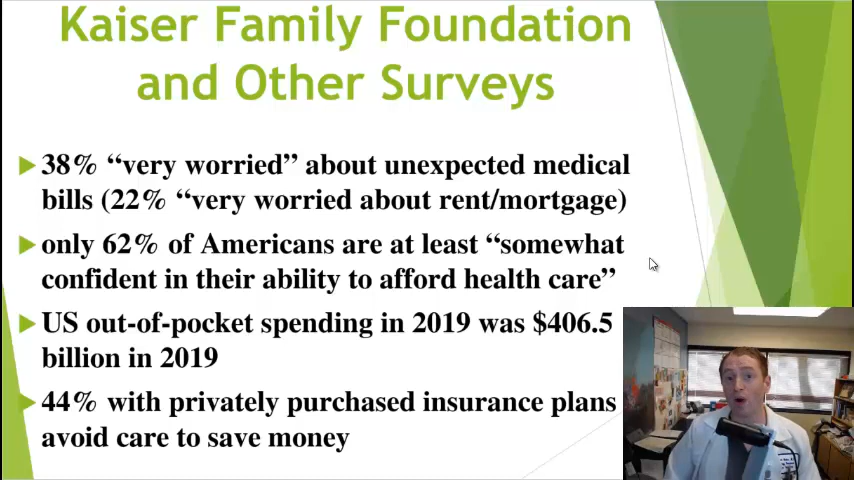 Kaiser Family Foundation
and Other Surveys
38% “very worried” about unexpected medical
bills (22% “very worried about rent/mortgage)
only 62% of Americans are at least “somewhat
confident in their ability to afford health care”
US out-of-pocket spending in 2019 was $406.5
billion in 2019
44% with privately purchased insurance plans
avoid care to save money